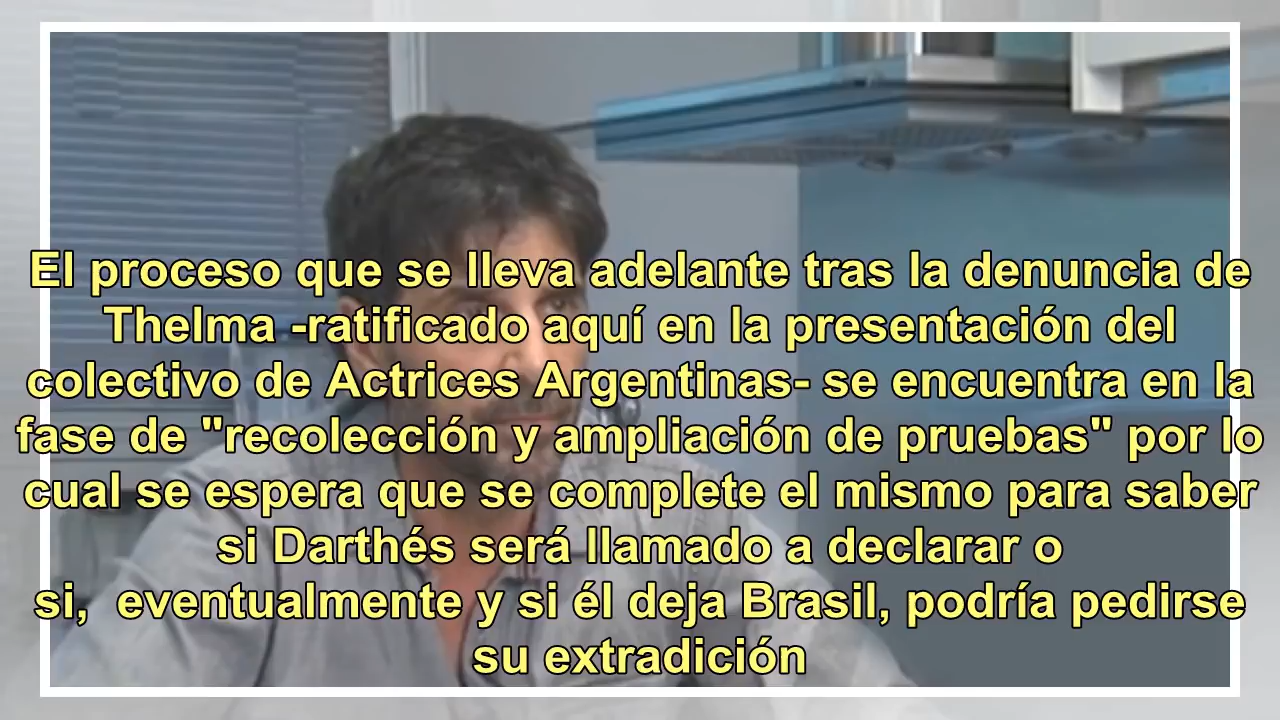 El proceso que se lleva adelante tras la denuncia de
Thelma -ratificado aquí en la presentación del
colectivo de Actrices Argentinas- se encuentra en la
fase de "recolección y ampliación de pruebas" por lo
cual se espera que se complete el mismo para saber
si Darthés será llamado a declarar o
si,  eventualmente y si él deja Brasil, podría pedirse
su extradición